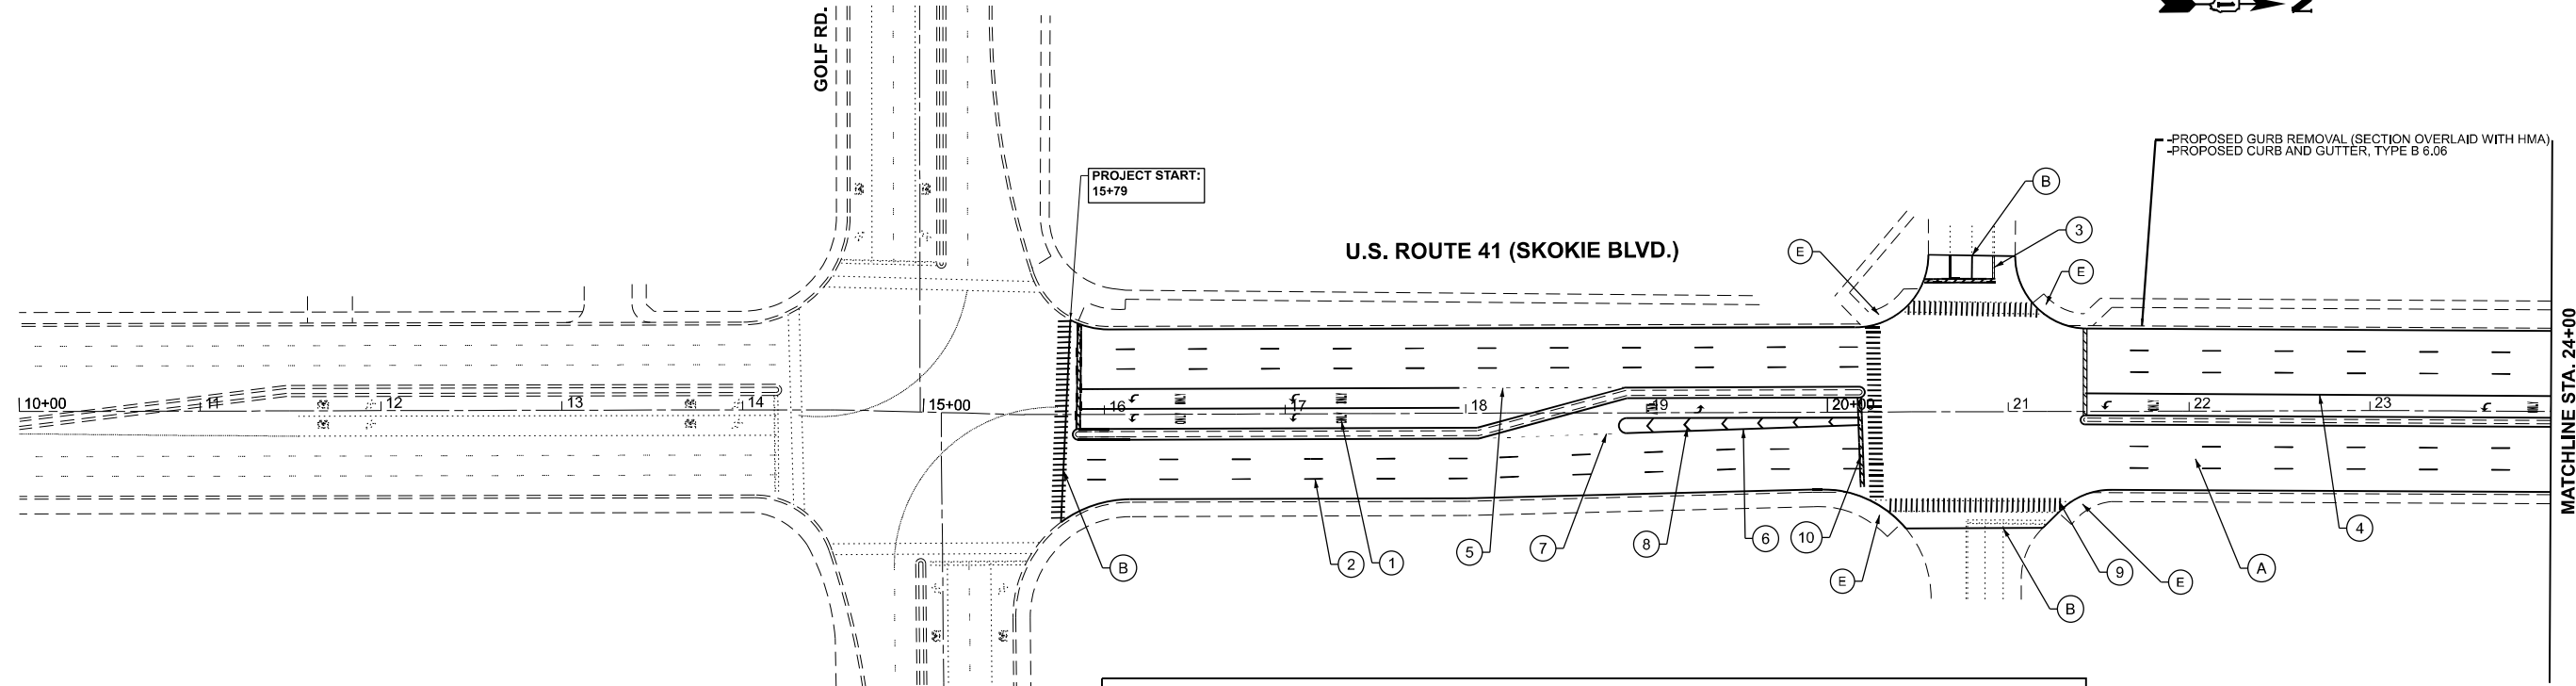 N
GOLF RD.
PROJECT START:
15+79
U.S. ROUTE 41 (SKOKIE BLVD.)
-PROPOSED GURB REMOVAL (SECTION OVERLAID WITH HMA)
-PROPOSED CURB AND GUTTER, TYPE B 6.06
B
3
E
E
MATCHLINE STA. 24+00
10+00 11 12 13 14 15+00 16 17 18 19 20+00 21 22 23
B 2 1 5 7 8 6 10 E B 9 E A 4